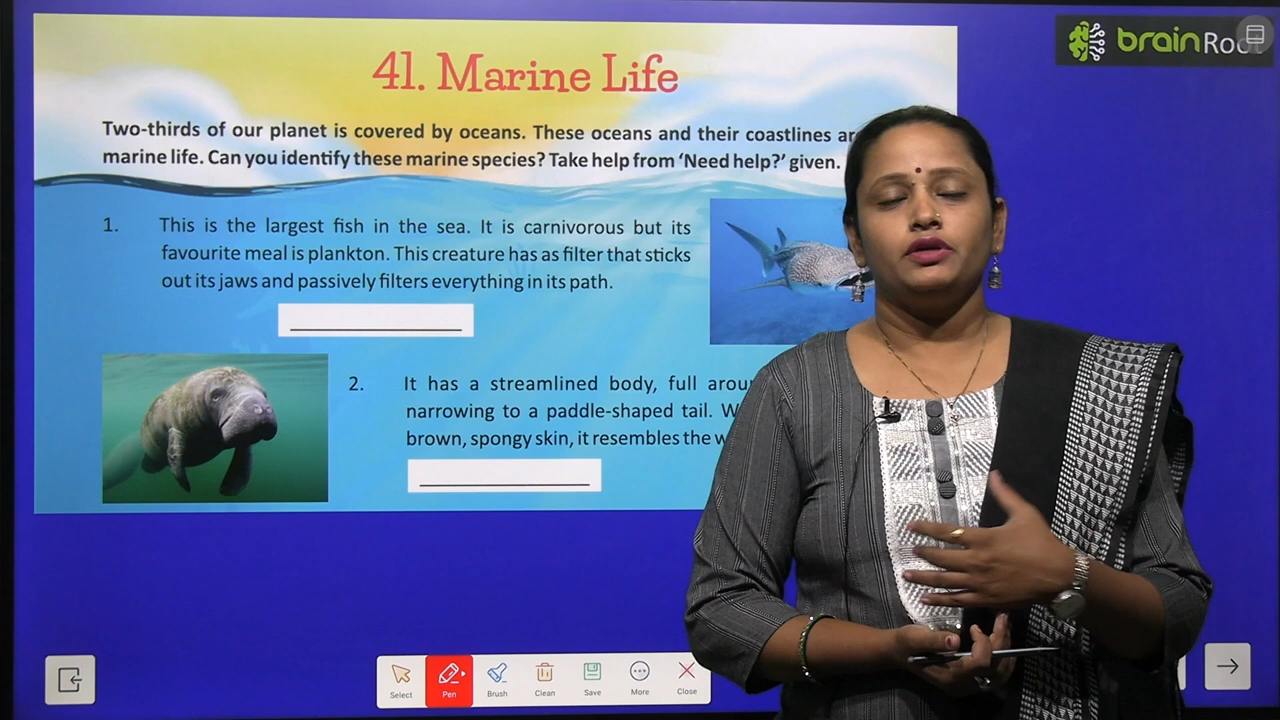 brainRoot
41. Marine Life
Two-thirds of our planet is covered by oceans. These oceans and their coastlines
marine life. Can you identify these marine species? Take help from ‘Need help?’ given.
1. This is the largest fish in the sea. It is carnivorous but its
favourite meal is plankton. This creature has as filter that sticks
out its jaws and passively filters everything in its path.
2. It has a streamlined body, full
narrowing to a paddle-shaped tail.
brown, spongy skin, it resembles the
Select
Pen
Brush
Clean
Save
More
Close